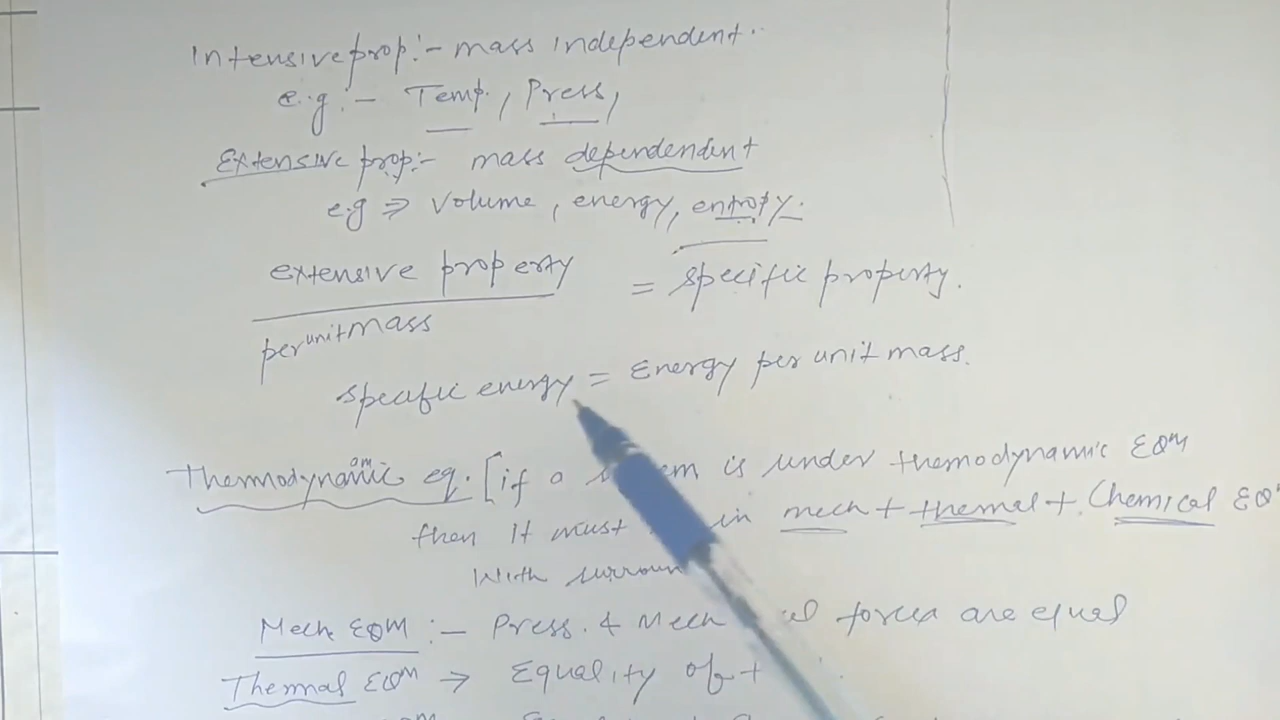 Intensive prop:- mass independent..
e.g:- Temp, Press,
Extensive prop:- mass dependendent
e.g ⇒ Volume, energy, entropy.
extensive property = specific property.
per unit mass
specific energy = Energy per unit mass.
Thermodynamic eq. [if a is under thermodynamic EQM
then it must in mech + thermal + Chemical
With
Mech EQM :- Press. & Mech forces are equal
Thermal EQM → Equality of